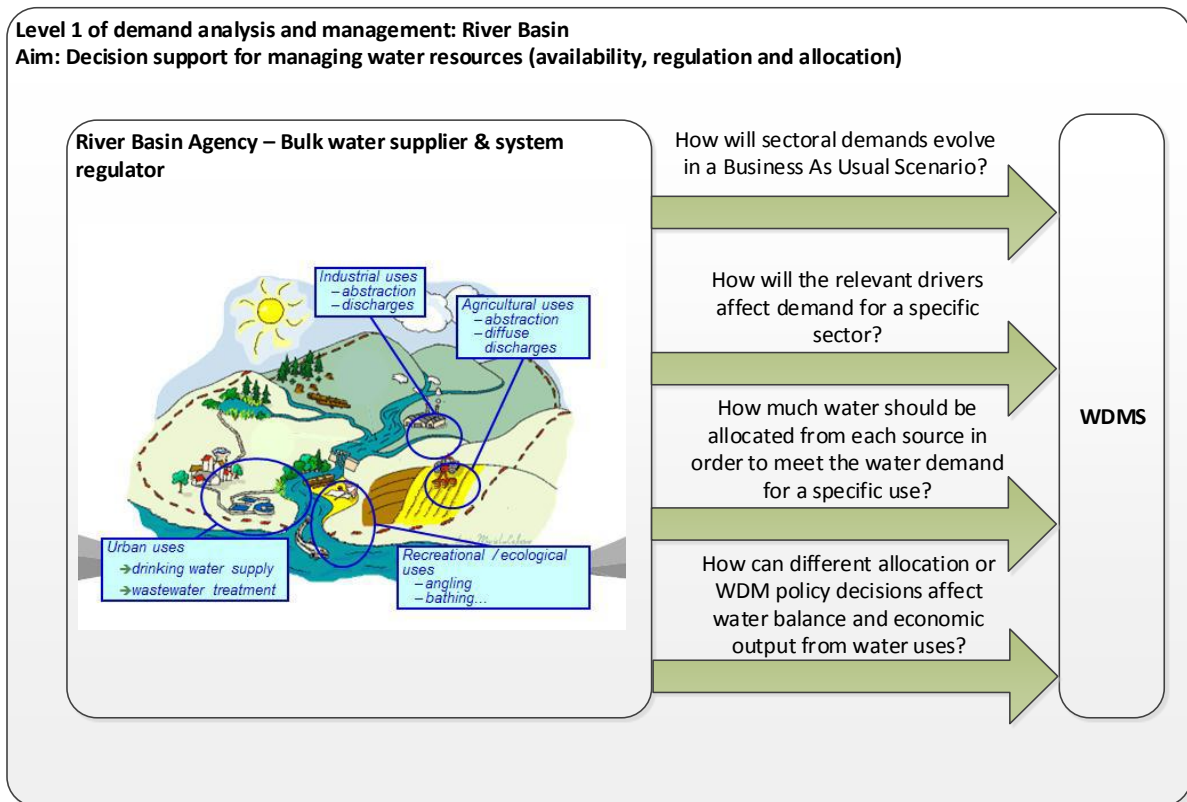 Level 1 of demand analysis and management: River Basin
Aim: Decision support for managing water resources (availability, regulation and allocation)
River Basin Agency – Bulk water supplier & system
regulator
Industrial uses
– abstraction
– discharges
Agricultural uses
– abstraction
– diffuse
discharges
Urban uses
→drinking water supply
→wastewater treatment
Recreational / ecological
uses
– angling
– bathing...
How will sectoral demands evolve
in a Business As Usual Scenario?
How will the relevant drivers
affect demand for a specific
sector?
How much water should be
allocated from each source in
order to meet the water demand
for a specific use?
How can different allocation or
WDM policy decisions affect
water balance and economic
output from water uses?
WDMS